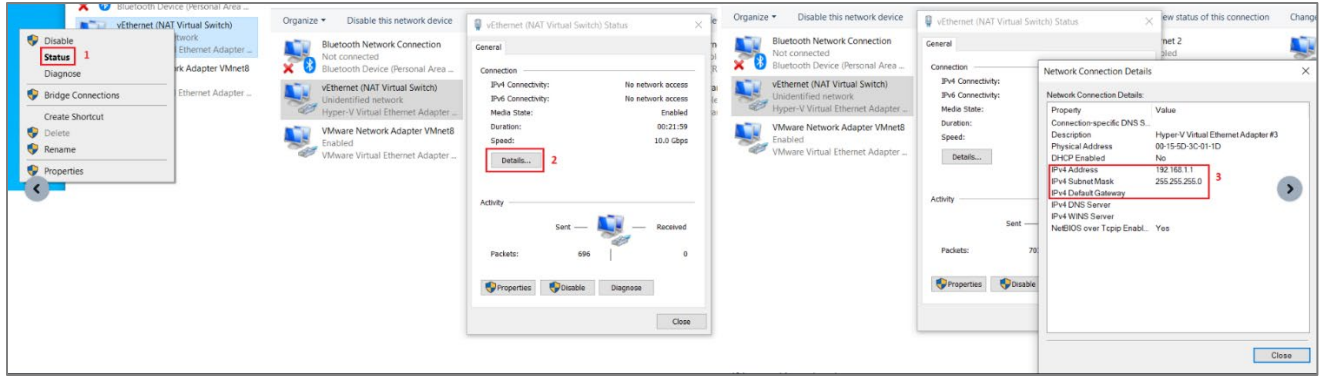 Bluetooth Device (Personal Area ...
vEthernet (NAT Virtual Switch)
Disable
Status 1
Diagnose
Bridge Connections
Create Shortcut
Delete
Rename
Properties
twork
l Ethernet Adapter ...
rk Adapter VMnet8
Ethernet Adapter ...
Organize Disable this network device
Bluetooth Network Connection
Not connected
Bluetooth Device (Personal Area ...
vEthernet (NAT Virtual Switch)
Unidentified network
Hyper-V Virtual Ethernet Adapter ...
VMware Network Adapter VMnet8
Enabled
VMware Virtual Ethernet Adapter ...
vEthernet (NAT Virtual Switch) Status
General
Connection
IPv4 Connectivity: No network access
IPv6 Connectivity: No network access
Media State: Enabled
Duration: 00:21:59
Speed: 10.0 Gbps
Details... 2
Activity
Sent Received
Packets: 696 0
Properties Disable Diagnose
Close
Organize Disable this network device
Bluetooth Network Connection
Not connected
Bluetooth Device (Personal Area ...
vEthernet (NAT Virtual Switch)
Unidentified network
Hyper-V Virtual Ethernet Adapter ...
VMware Network Adapter VMnet8
Enabled
VMware Virtual Ethernet Adapter ...
vEthernet (NAT Virtual Switch) Status
General
Connection
IPv4 Connectivity:
IPv6 Connectivity:
Media State:
Duration:
Speed:
Details...
Activity
Sent
Packets: 70
Properties Disable
ew status of this connection Change
net 2
bled
Network Connection Details
Network Connection Details:
Property Value
Connection-specific DNS S...
Description Hyper-V Virtual Ethernet Adapter #3
Physical Address 00-15-5D-3C-01-1D
DHCP Enabled No
IPv4 Address 192.168.1.1
IPv4 Subnet Mask 255.255.255.0 3
IPv4 Default Gateway
IPv4 DNS Server
IPv4 WINS Server
NetBIOS over Tcpip Enabl... Yes
Close